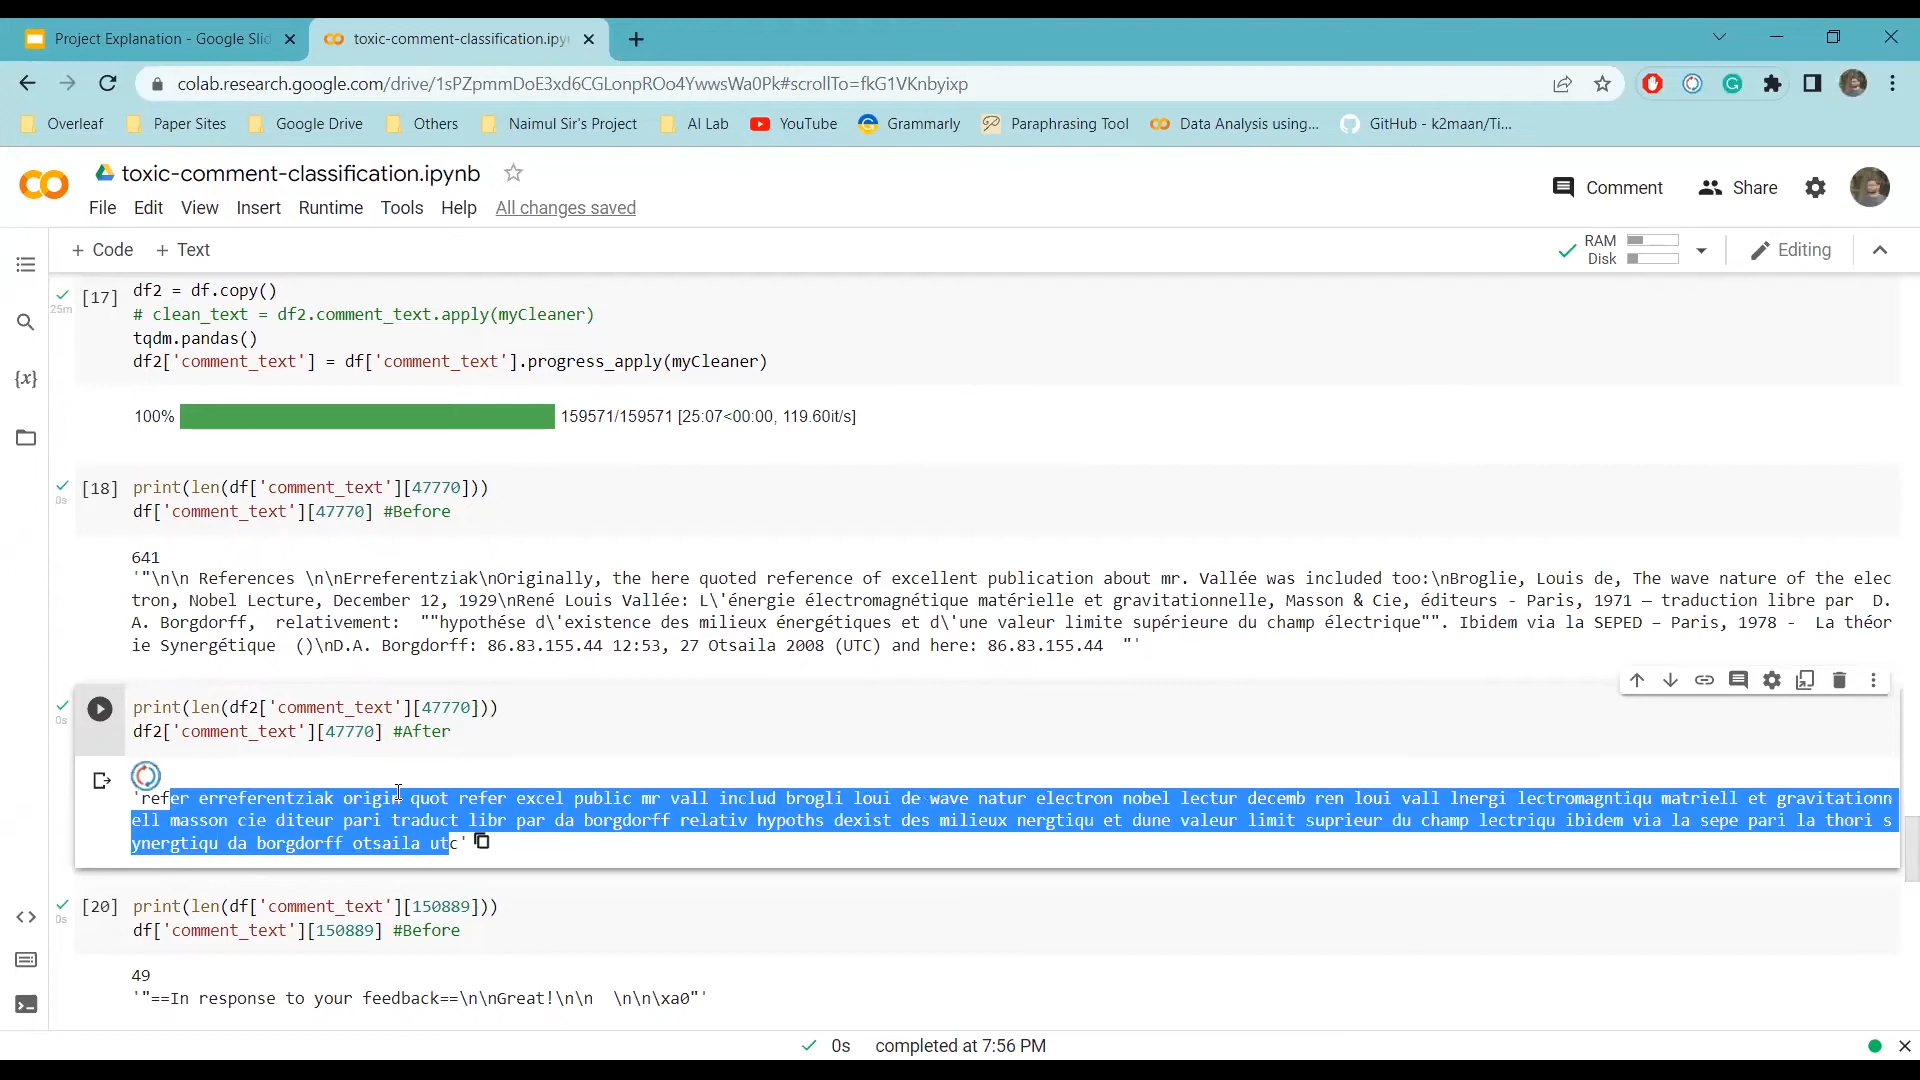 Project Explanation - Google Slid
toxic-comment-classification.ipy
colab.research.google.com/drive/1sPZpmmDoE3xd6CGLonpROo4YwwsWa0Pk#scrollTo=fkG1VKnbyixp
Overleaf Paper Sites Google Drive Others Naimul Sir's Project AI Lab YouTube Grammarly Paraphrasing Tool Data Analysis using... GitHub - k2maan/Ti...
toxic-comment-classification.ipynb
Comment Share
File Edit View Insert Runtime Tools Help All changes saved
+ Code + Text RAM Disk Editing
[17] df2 = df.copy()
25m
# clean_text = df2.comment_text.apply(myCleaner)
tqdm.pandas()
df2['comment_text'] = df['comment_text'].progress_apply(myCleaner)
100% 159571/159571 [25:07<00:00, 119.60it/s]
[18] print(len(df['comment_text'][47770]))
0s
df['comment_text'][47770] #Before
641
'"\n\n References \n\nErreferentziak\nOriginally, the here quoted reference of excellent publication about mr. Vallée was included too:\nBroglie, Louis de, The wave nature of the elec
tron, Nobel Lecture, December 12, 1929\nRené Louis Vallée: L\'énergie électromagnétique matérielle et gravitationnelle, Masson & Cie, éditeurs - Paris, 1971 – traduction libre par  D.
A. Borgdorff,  relativement:  ""hypothése d\'existence des milieux énergétiques et d\'une valeur limite supérieure du champ électrique"". Ibidem via la SEPED – Paris, 1978 -  La théor
ie Synergétique  ()\nD.A. Borgdorff: 86.83.155.44 12:53, 27 Otsaila 2008 (UTC) and here: 86.83.155.44  "'
print(len(df2['comment_text'][47770]))
0s
df2['comment_text'][47770] #After
'refer erreferentziak origin quot refer excel public mr vall includ brogli loui de wave natur electron nobel lectur decemb ren loui vall lnergi lectromagntiqu matriell et gravitationn
ell masson cie diteur pari traduct libr par da borgdorff relativ hypoths dexist des milieux nergtiqu et dune valeur limit suprieur du champ lectriqu ibidem via la sepe pari la thori s
ynergtiqu da borgdorff otsaila utc'
[20] print(len(df['comment_text'][150889]))
0s
df['comment_text'][150889] #Before
49
'"==In response to your feedback==\n\nGreat!\n\n  \n\n\xa0"'
0s completed at 7:56 PM